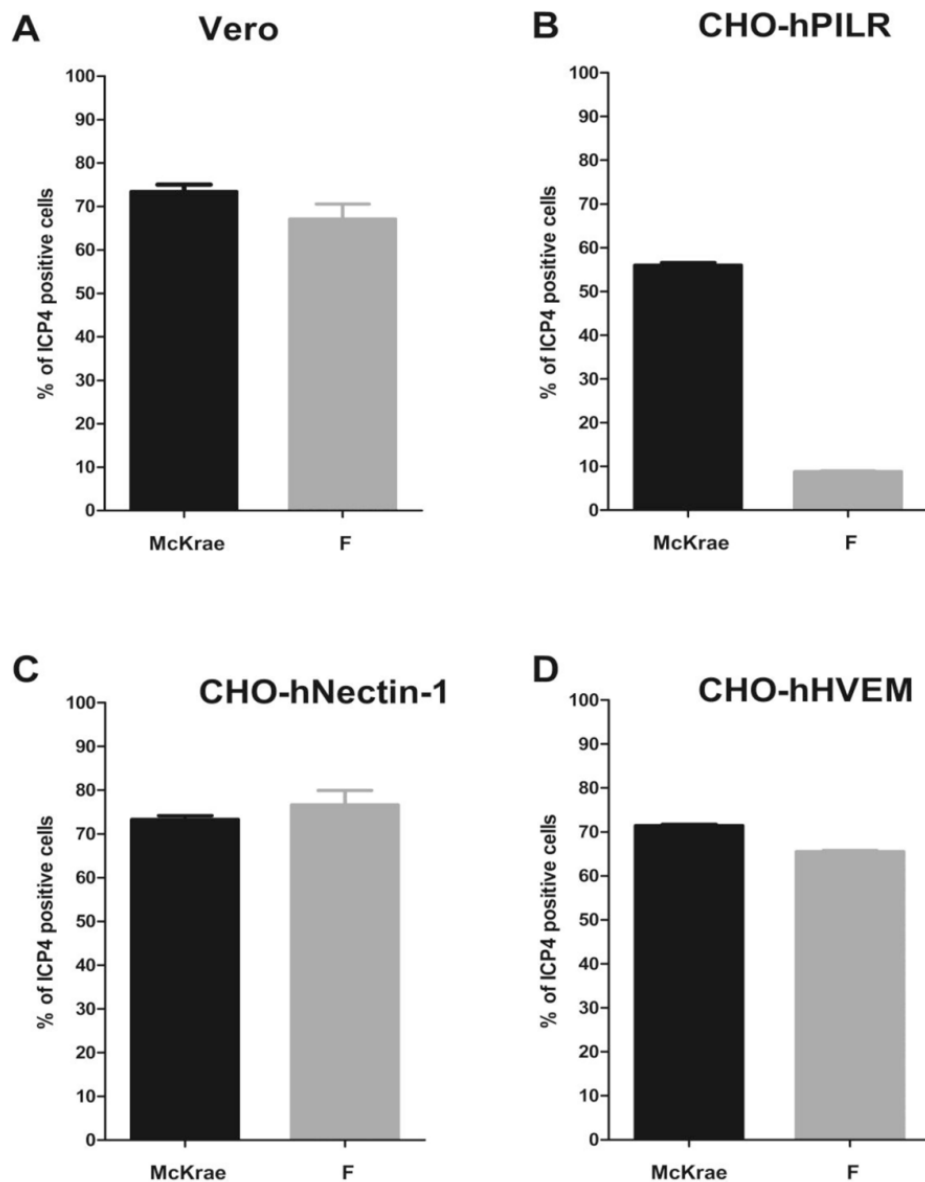 A
Vero
% of ICP4 positive cells
100
90
80
70
60
50
40
30
20
10
0
McKrae
F
B
CHO-hPILR
% of ICP4 positive cells
100
90
80
70
60
50
40
30
20
10
0
McKrae
F
C
CHO-hNectin-1
% of ICP4 positive cells
100
90
80
70
60
50
40
30
20
10
0
McKrae
F
D
CHO-hHVEM
% of ICP4 positive cells
100
90
80
70
60
50
40
30
20
10
0
McKrae
F